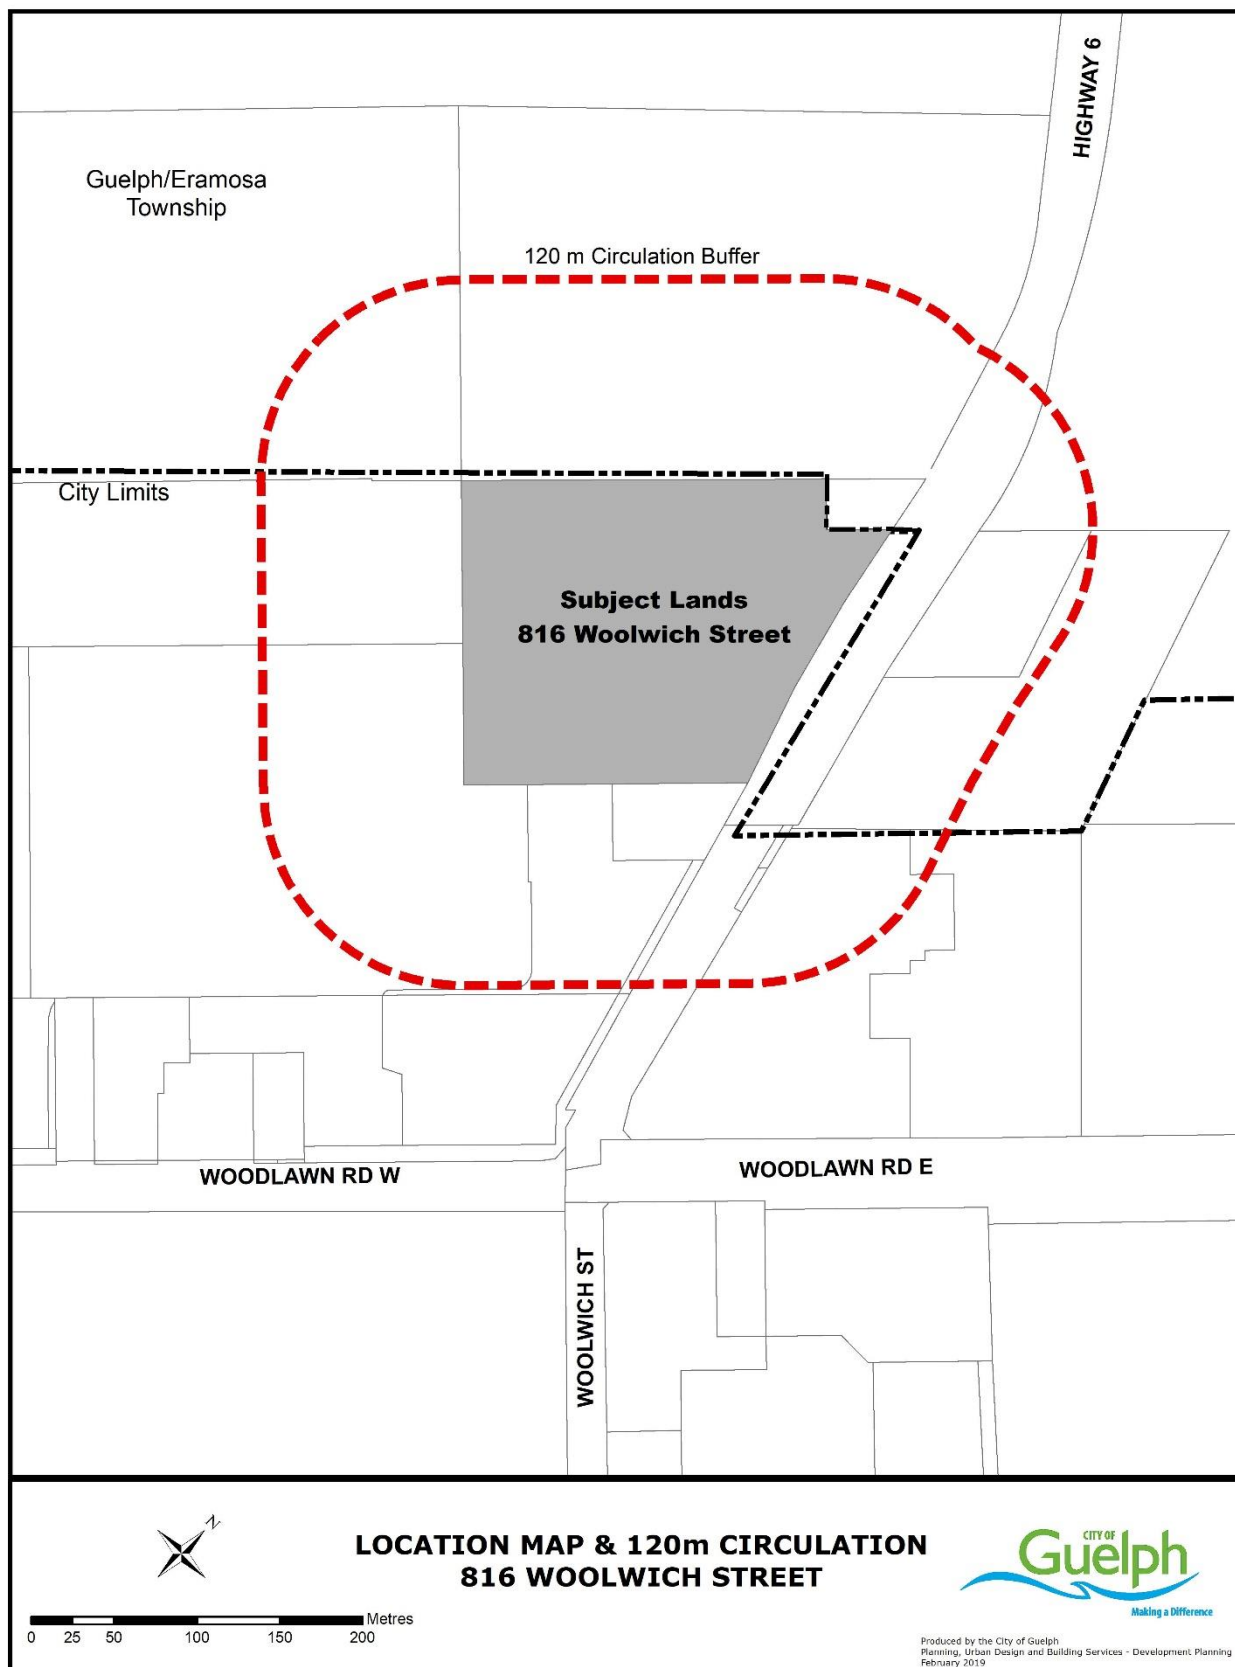 HIGHWAY 6
Guelph/Eramosa
Township
120 m Circulation Buffer
City Limits
Subject Lands
816 Woolwich Street
WOODLAWN RD W
WOODLAWN RD E
WOOLWICH ST
N
LOCATION MAP & 120m CIRCULATION
816 WOOLWICH STREET
CITY OF
Guelph
Making a Difference
Metres
0 25 50 100 150 200
Produced by the City of Guelph
Planning, Urban Design and Building Services - Development Planning
February 2019